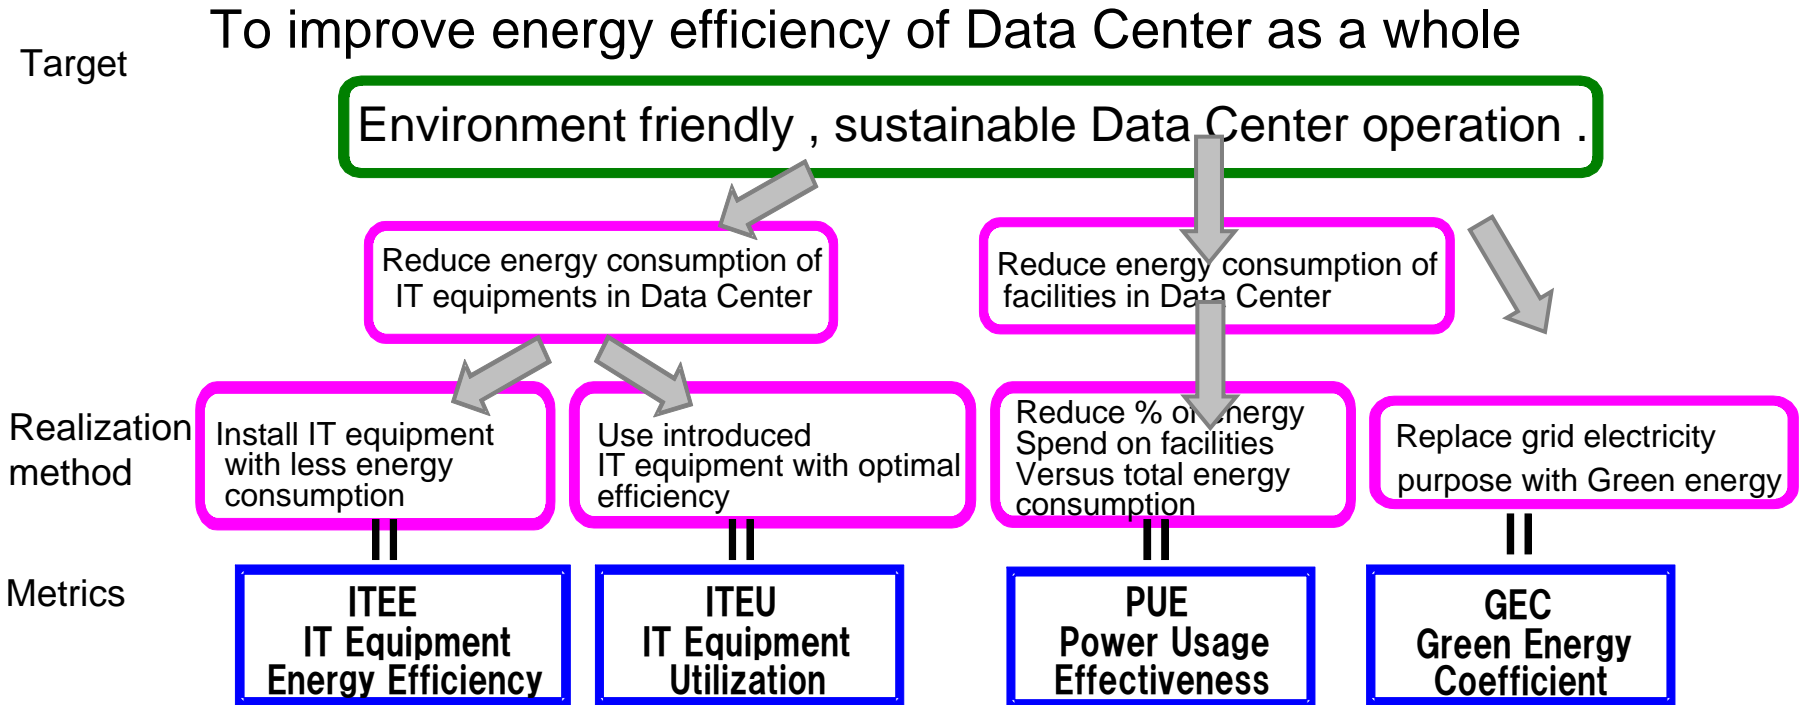 To improve energy efficiency of Data Center as a whole
Target
Environment friendly , sustainable Data Center operation .
Reduce energy consumption of
IT equipments in Data Center
Reduce energy consumption of
facilities in Data Center
Realization
method
Install IT equipment
with less energy
consumption
Use introduced
IT equipment with optimal
efficiency
Reduce % of energy
Spend on facilities
Versus total energy
consumption
Replace grid electricity
purpose with Green energy
Metrics
ITEE
IT Equipment
Energy Efficiency
ITEU
IT Equipment
Utilization
PUE
Power Usage
Effectiveness
GEC
Green Energy
Coefficient